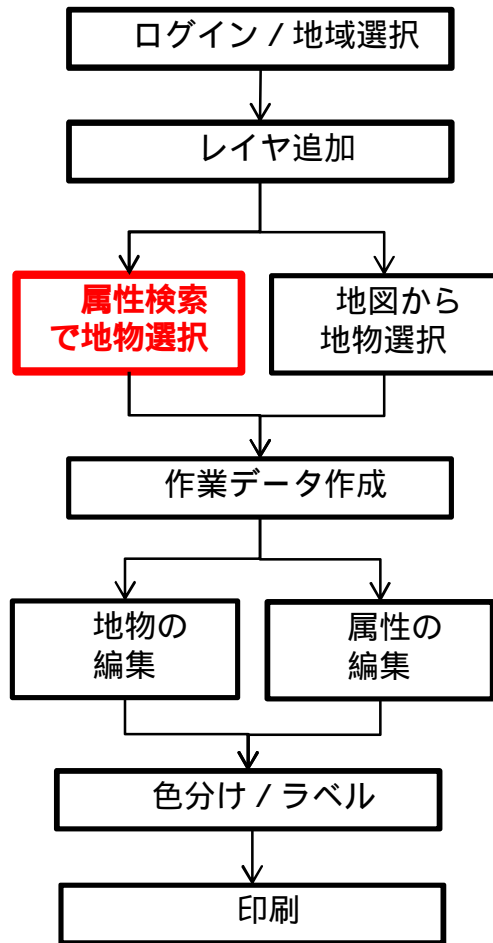 ログイン / 地域選択
レイヤ追加
属性検索
で地物選択
地図から
地物選択
作業データ作成
地物の
編集
属性の
編集
色分け / ラベル
印刷